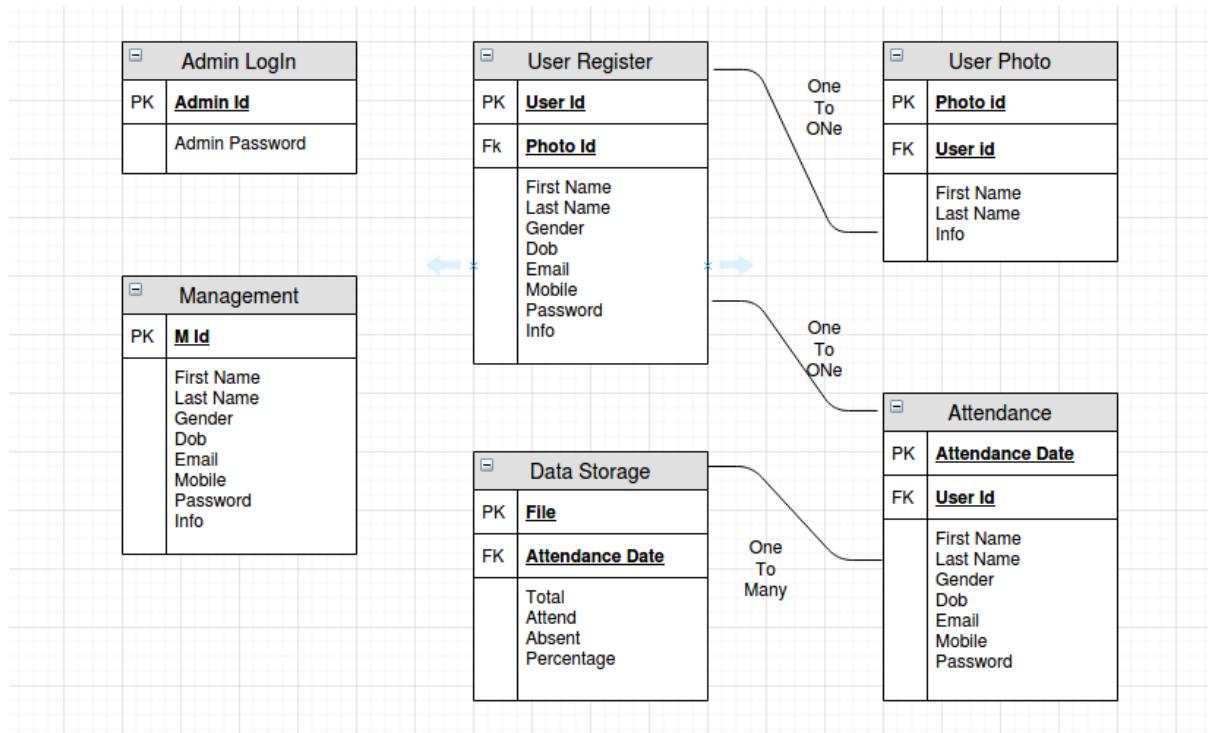 Admin LogIn
PK Admin Id
Admin Password
User Register
PK User Id
Fk Photo Id
First Name
Last Name
Gender
Dob
Email
Mobile
Password
Info
One
To
ONe
User Photo
PK Photo id
FK User id
First Name
Last Name
Info
Management
PK M Id
First Name
Last Name
Gender
Dob
Email
Mobile
Password
Info
One
To
ONe
Data Storage
PK File
FK Attendance Date
Total
Attend
Absent
Percentage
One
To
Many
Attendance
PK Attendance Date
FK User Id
First Name
Last Name
Gender
Dob
Email
Mobile
Password